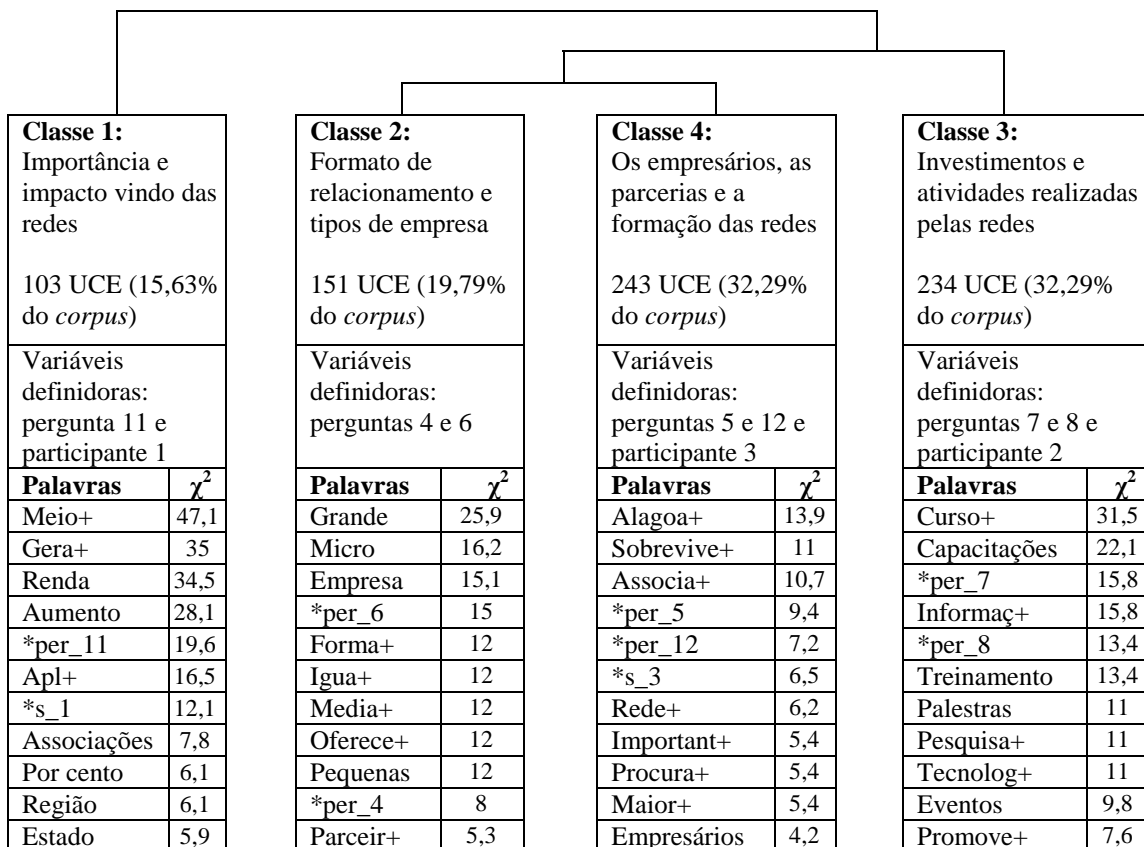 Classe 1:
Importância e
impacto vindo das
redes
103 UCE (15,63%
do corpus)
Variáveis
definidoras:
pergunta 11 e
participante 1
Palavras χ²
Meio+ 47,1
Gera+ 35
Renda 34,5
Aumento 28,1
*per_11 19,6
Apl+ 16,5
*s_1 12,1
Associações 7,8
Por cento 6,1
Região 6,1
Estado 5,9
Classe 2:
Formato de
relacionamento e
tipos de empresa
151 UCE (19,79%
do corpus)
Variáveis
definidoras:
perguntas 4 e 6
Palavras χ²
Grande 25,9
Micro 16,2
Empresa 15,1
*per_6 15
Forma+ 12
Igua+ 12
Media+ 12
Oferece+ 12
Pequenas 12
*per_4 8
Parceir+ 5,3
Classe 4:
Os empresários, as
parcerias e a
formação das redes
243 UCE (32,29%
do corpus)
Variáveis
definidoras:
perguntas 5 e 12 e
participante 3
Palavras χ²
Alagoa+ 13,9
Sobrevive+ 11
Associa+ 10,7
*per_5 9,4
*per_12 7,2
*s_3 6,5
Rede+ 6,2
Important+ 5,4
Procura+ 5,4
Maior+ 5,4
Empresários 4,2
Classe 3:
Investimentos e
atividades realizadas
pelas redes
234 UCE (32,29%
do corpus)
Variáveis
definidoras:
perguntas 7 e 8 e
participante 2
Palavras χ²
Curso+ 31,5
Capacitações 22,1
*per_7 15,8
Informaç+ 15,8
*per_8 13,4
Treinamento 13,4
Palestras 11
Pesquisa+ 11
Tecnolog+ 11
Eventos 9,8
Promove+ 7,6